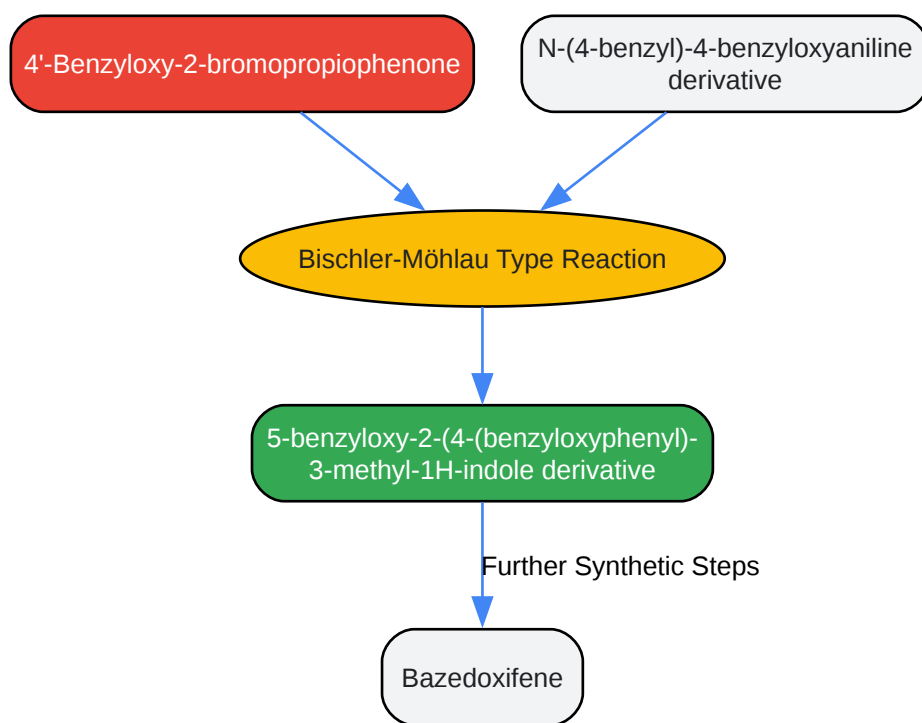 4'-Benzyloxy-2-bromopropiophenone
N-(4-benzyl)-4-benzyloxyaniline
derivative
Bischler-Möhlau Type Reaction
5-benzyloxy-2-(4-(benzyloxyphenyl)-
3-methyl-1H-indole derivative
Further Synthetic Steps
Bazedoxifene